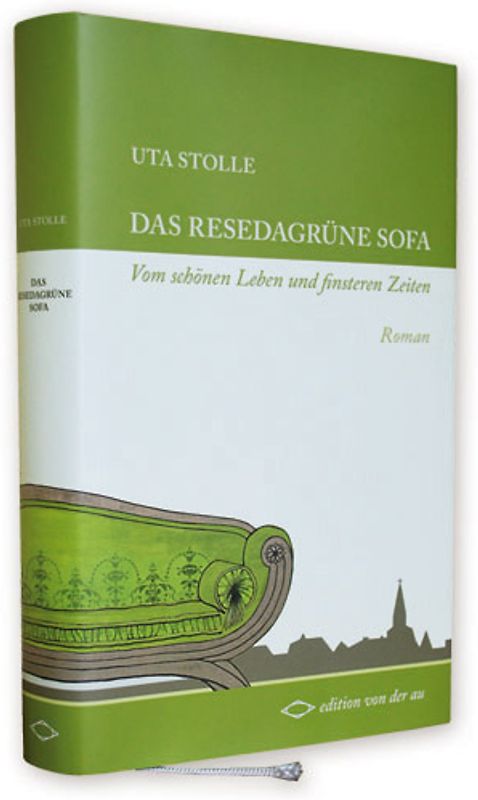 UTA STOLLE
DAS RESEDAGRÜNE SOFA
Vom schönen Leben und finsteren Zeiten
Roman
edition von der au
UTA STOLLE
DAS
RESEDAGRÜNE
SOFA